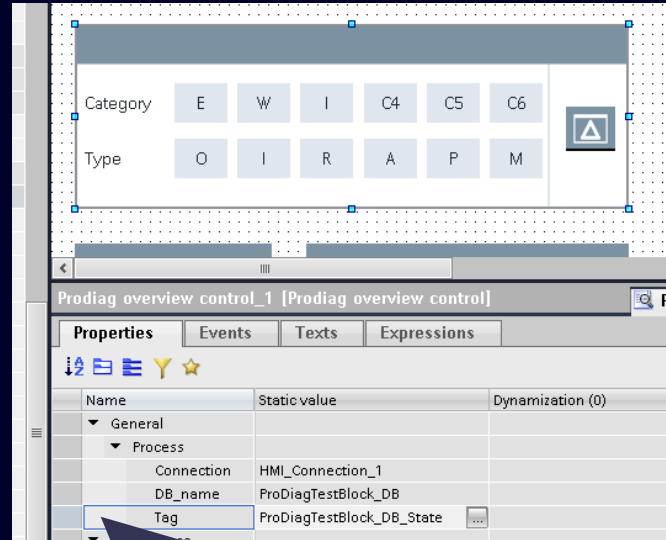 Category E W I C4 C5 C6
Type O I R A P M
Prodiag overview control_1 [Prodiag overview control]
Properties Events Texts Expressions
Name Static value Dynamization (0)
General
Process
Connection HMI_Connection_1
DB_name ProDiagTestBlock_DB
Tag ProDiagTestBlock_DB_State ...